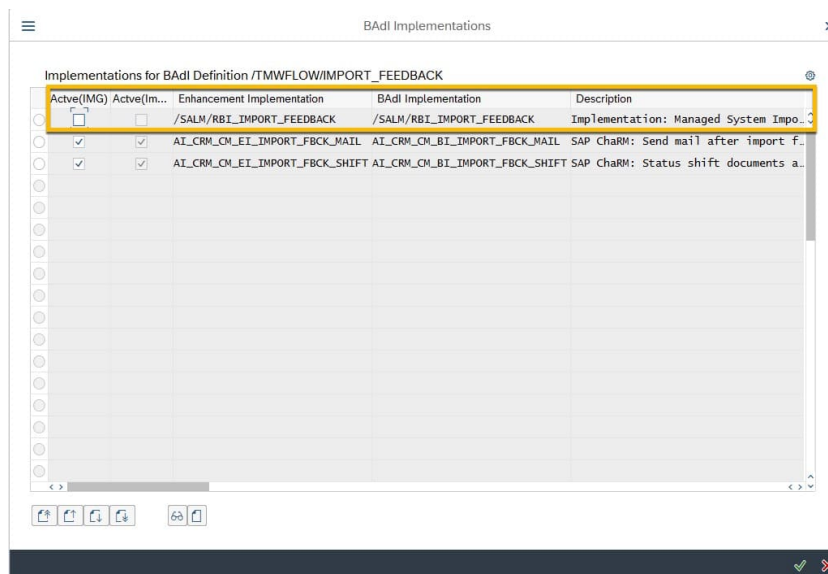 BAdI Implementations
Implementations for BAdI Definition /TMWFLOW/IMPORT_FEEDBACK
Actve(IMG) Actve(Im... Enhancement Implementation BAdI Implementation Description
/SALM/RBI_IMPORT_FEEDBACK /SALM/RBI_IMPORT_FEEDBACK Implementation: Managed System Impo…
AI_CRM_CM_EI_IMPORT_FBCK_MAIL AI_CRM_CM_BI_IMPORT_FBCK_MAIL SAP ChaRM: Send mail after import f…
AI_CRM_CM_EI_IMPORT_FBCK_SHIFT AI_CRM_CM_BI_IMPORT_FBCK_SHIFT SAP ChaRM: Status shift documents a…